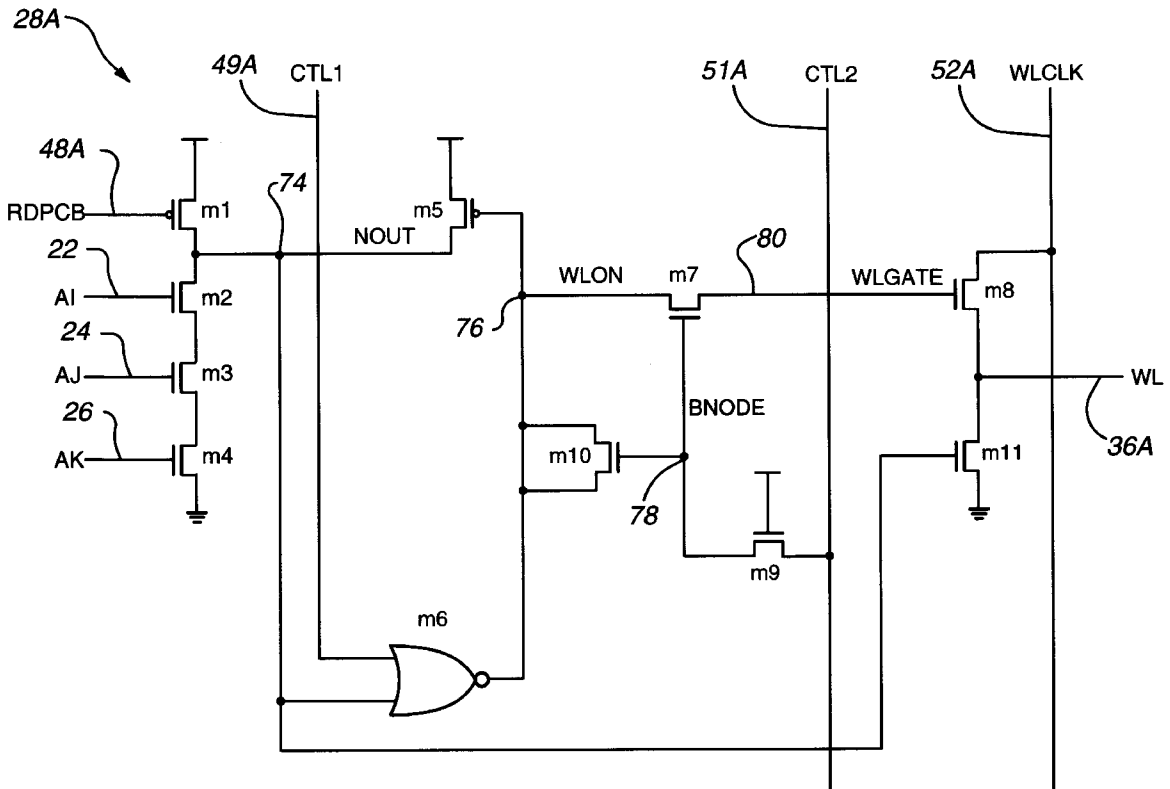 28A
49A
CTL1
51A
CTL2
52A
WLCLK
48A
74
RDPCB
m1
m5
NOUT
22
80
WLON
m7
WLGATE
AI
m2
m8
76
24
AJ
m3
WL
BNODE
26
36A
AK
m4
m10
m11
78
m9
m6